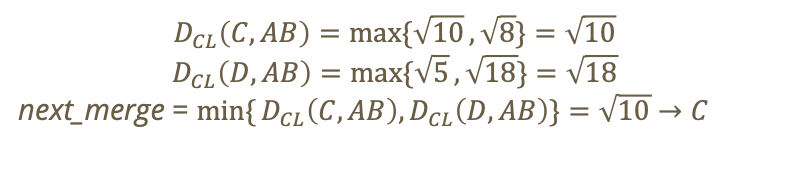 D_CL(C, AB) = max{√10, √8} = √10
D_CL(D, AB) = max{√5, √18} = √18
next_merge = min{ D_CL(C, AB), D_CL(D, AB)} = √10 → C